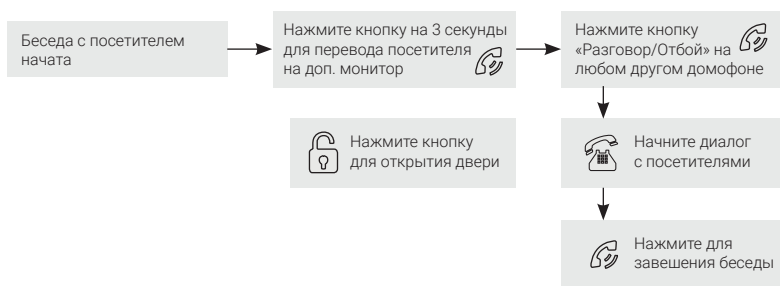 Беседа с посетителем
начата
Нажмите кнопку на 3 секунды
для перевода посетителя
на доп. монитор
Нажмите кнопку
«Разговор/Отбой» на
любом другом домофоне
Нажмите кнопку
для открытия двери
Начните диалог
с посетителями
Нажмите для
завешения беседы